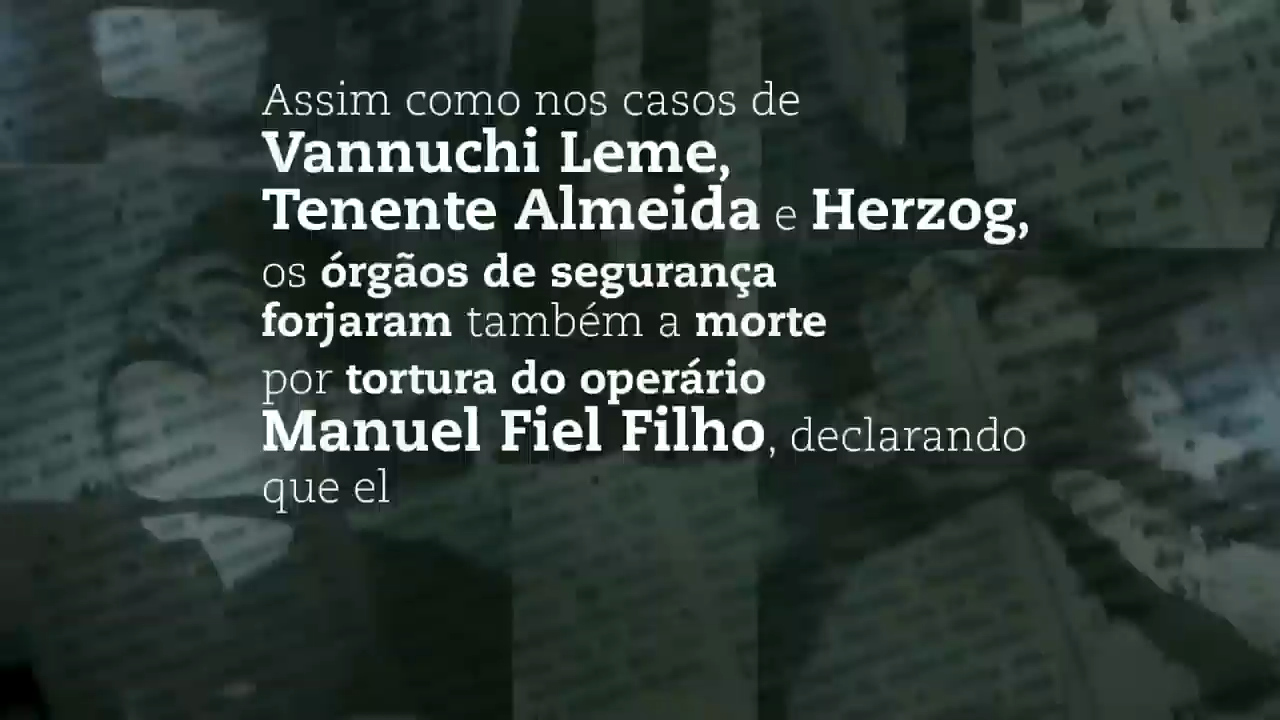 Assim como nos casos de
Vannuchi Leme,
Tenente Almeida e Herzog,
os órgãos de segurança
forjaram também a morte
por tortura do operário
Manuel Fiel Filho, declarando
que el